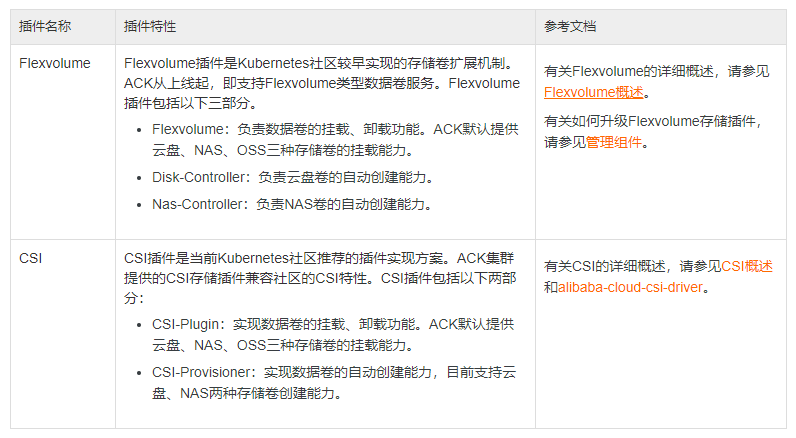 插件名称
插件特性
参考文档
Flexvolume
Flexvolume插件是Kubernetes社区较早实现的存储卷扩展机制。
ACK从上线起，即支持Flexvolume类型数据卷服务。Flexvolume
插件包括以下三部分。
• Flexvolume：负责数据卷的挂载、卸载功能。ACK默认提供
云盘、NAS、OSS三种存储卷的挂载能力。
• Disk-Controller：负责云盘卷的自动创建能力。
• Nas-Controller：负责NAS卷的自动创建能力。
有关Flexvolume的详细概述，请参见
Flexvolume概述。
有关如何升级Flexvolume存储插件，
请参见管理组件。
CSI
CSI插件是当前Kubernetes社区推荐的插件实现方案。ACK集群
提供的CSI存储插件兼容社区的CSI特性。CSI插件包括以下两部
分：
• CSI-Plugin：实现数据卷的挂载、卸载功能。ACK默认提供
云盘、NAS、OSS三种存储卷的挂载能力。
• CSI-Provisioner：实现数据卷的自动创建能力，目前支持云
盘、NAS两种存储卷创建能力。
有关CSI的详细概述，请参见CSI概述
和alibaba-cloud-csi-driver。